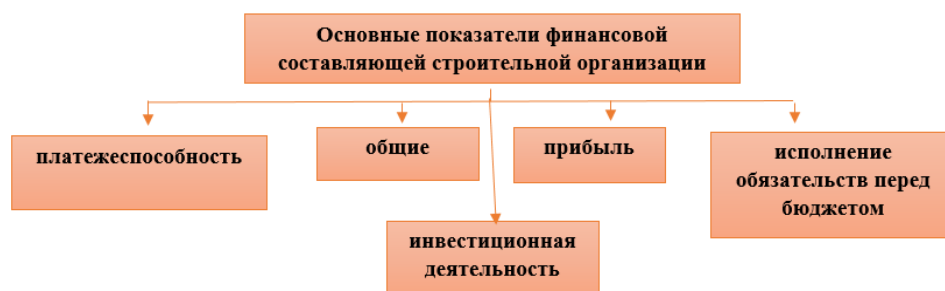 Основные показатели финансовой
составляющей строительной организации
платежеспособность
общие
прибыль
исполнение
обязательств перед
бюджетом
инвестиционная
деятельность